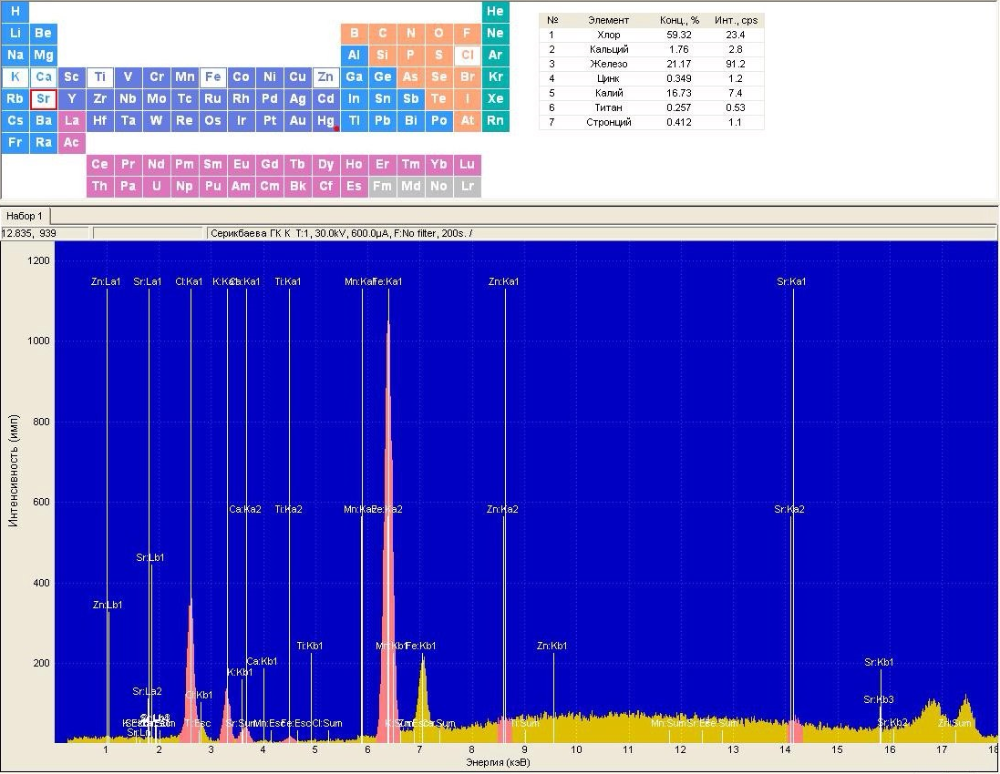 H He
Li Be B C N O F Ne
Na Mg Al Si P S Cl Ar
K Ca Sc Ti V Cr Mn Fe Co Ni Cu Zn Ga Ge As Se Br Kr
Rb Sr Y Zr Nb Mo Tc Ru Rh Pd Ag Cd In Sn Sb Te I Xe
Cs Ba La Hf Ta W Re Os Ir Pt Au Hg Tl Pb Bi Po At Rn
Fr Ra Ac
Ce Pr Nd Pm Sm Eu Gd Tb Dy Ho Er Tm Yb Lu
Th Pa U Np Pu Am Cm Bk Cf Es Fm Md No Lr
№ Элемент Конц., % Инт., cps
1 Хлор 59.32 23.4
2 Кальций 1.76 2.8
3 Железо 21.17 91.2
4 Цинк 0.349 1.2
5 Калий 16.73 7.4
6 Титан 0.257 0.53
7 Стронций 0.412 1.1
Набор 1
12.835, 939 Серикбаева ГК К Т:1, 30.0kV, 600.0µA, F:No filter, 200s. /
1200
Zn:La1 Sr:La1 Cl:Ka1 K:Ka1 Ca:Ka1 Ti:Ka1 Mn:Ka1 Fe:Ka1 Zn:Ka1 Sr:Ka1
1000
800
600
Ca:Ka2 Ti:Ka2 Mn:Ka2 Fe:Ka2 Zn:Ka2 Sr:Ka2
Sr:Lb1
400
Zn:Lb1
Ti:Kb1 Mn:Kb1 Fe:Kb1 Zn:Kb1
200
Ca:Kb1 Sr:Kb1
K:Kb1
Sr:La2 Cl:Kb1 Sr:Kb3
Ti:Esc Sr:Sum Mn:Esc Fe:Esc Cl:Sum K:Sum Zn:Esc Ca:Sum Ti:Sum Mn:Sum Sr:Esc Fe:Sum Sr:Kb2 Zn:Sum
Sr:Ln
1 2 3 4 5 6 7 8 9 10 11 12 13 14 15 16 17 18
Интенсивность (имп)
Энергия (кэВ)